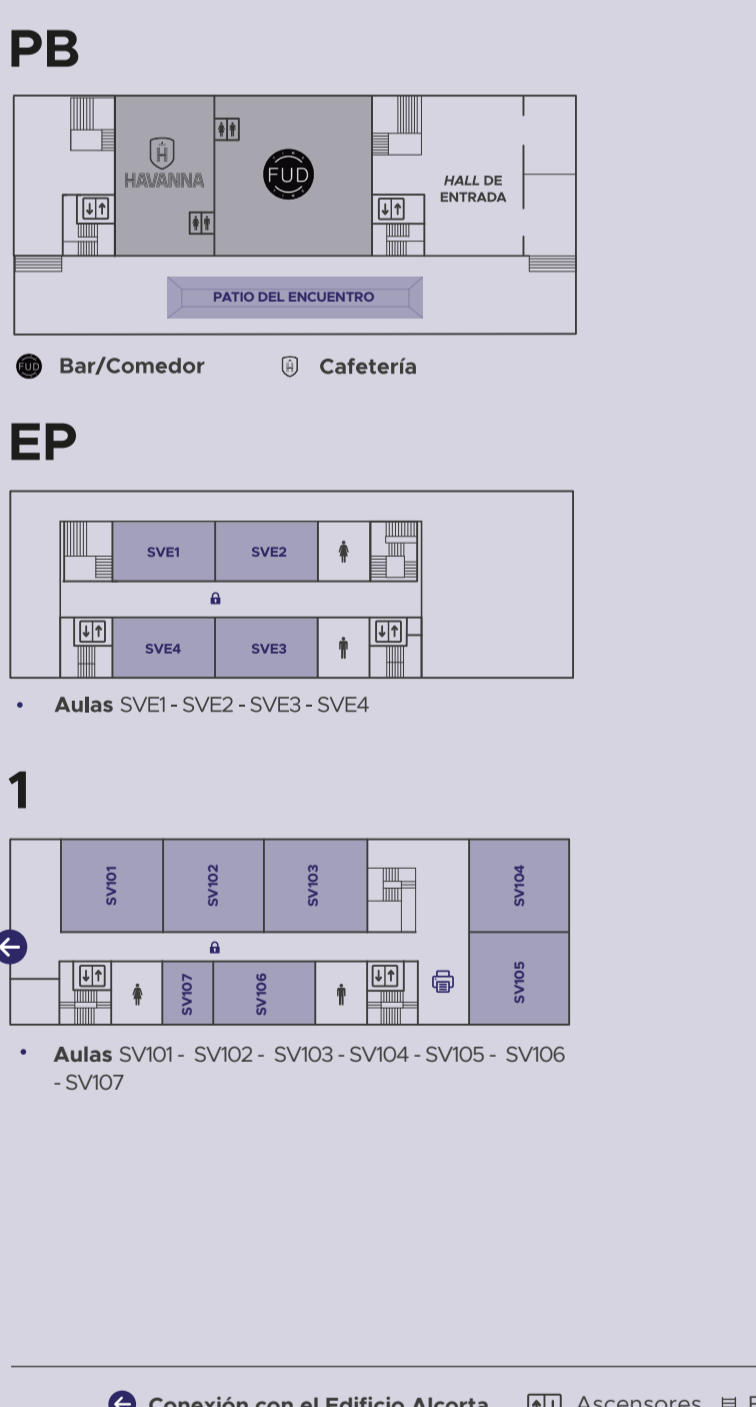 PB
HAVANNA
FUD
HALL DE
ENTRADA
PATIO DEL ENCUENTRO
FUD Bar/Comedor Cafetería
EP
SVE1 SVE2
SVE4 SVE3
• Aulas SVE1 - SVE2 - SVE3 - SVE4
1
SV101 SV102 SV103 SV104
SV107 SV106 SV105
• Aulas SV101 - SV102 - SV103 - SV104 - SV105 - SV106
- SV107
Conexión con el Edificio Alcorta Ascensores